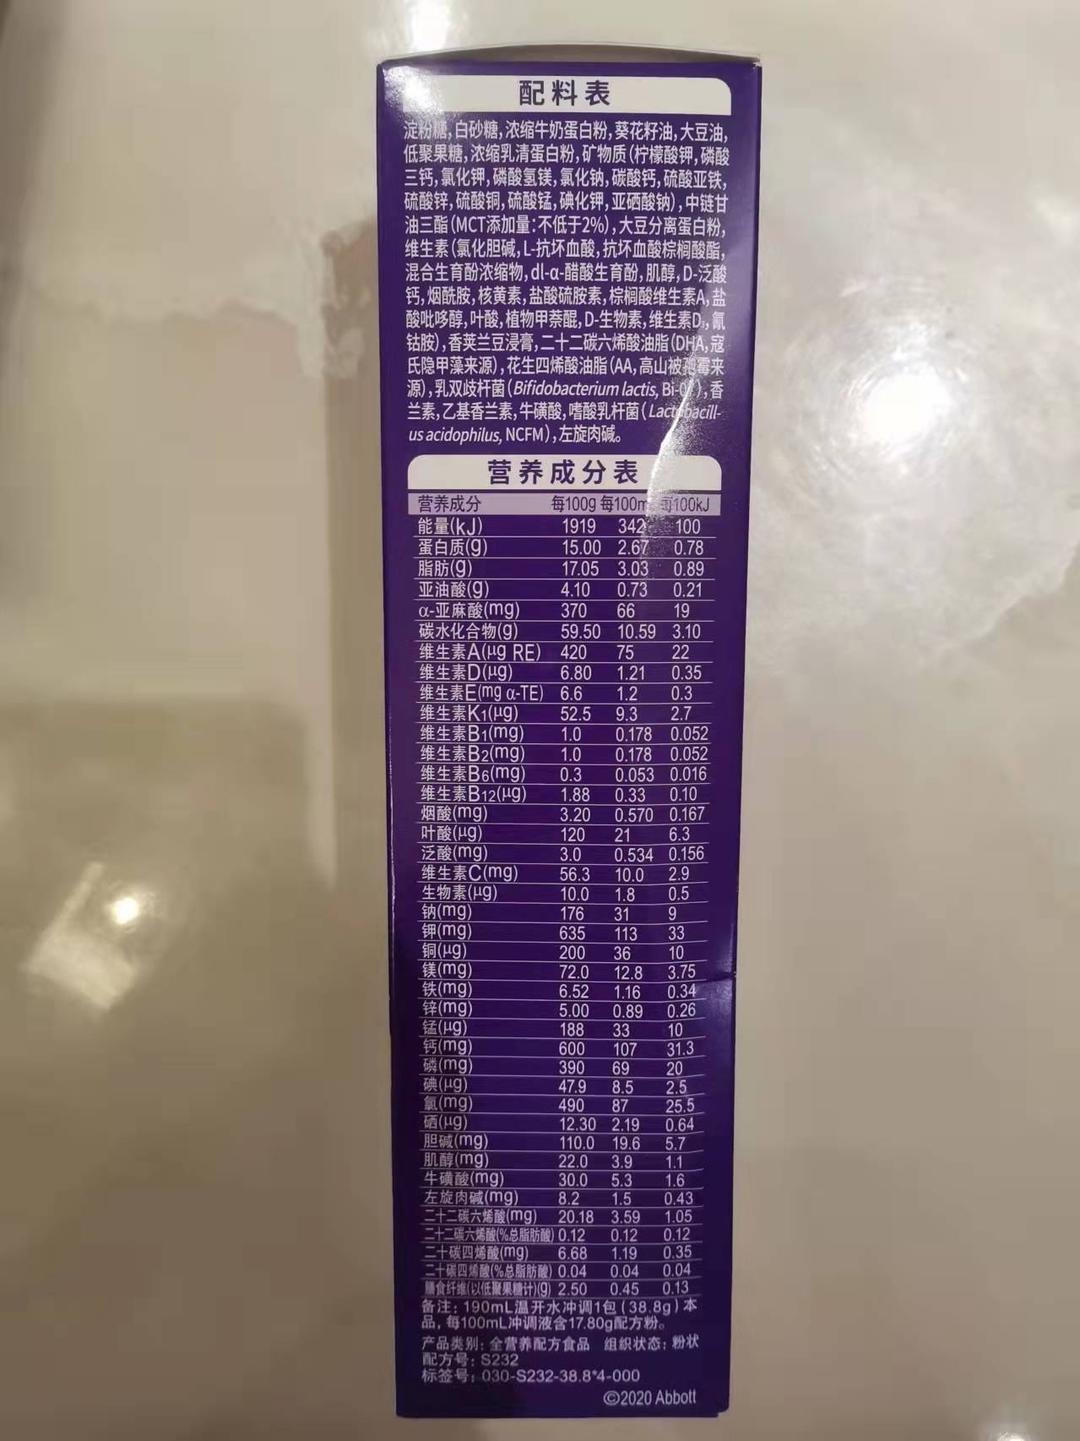 配料表
淀粉糖,白砂糖,浓缩牛奶蛋白粉,葵花籽油,大豆油,
低聚果糖,浓缩乳清蛋白粉,矿物质(柠檬酸钾,磷酸
三钙,氯化钾,磷酸氢镁,氯化钠,碳酸钙,硫酸亚铁,
硫酸锌,硫酸铜,硫酸锰,碘化钾,亚硒酸钠),中链甘
油三酯(MCT添加量:不低于2%),大豆分离蛋白粉,
维生素(氯化胆碱,L-抗坏血酸,抗坏血酸棕榈酸酯,
混合生育酚浓缩物,dl-α-醋酸生育酚,肌醇,D-泛酸
钙,烟酰胺,核黄素,盐酸硫胺素,棕榈酸维生素A,盐
酸吡哆醇,叶酸,植物甲萘醌,D-生物素,维生素D₃,氰
钴胺),香荚兰豆浸膏,二十二碳六烯酸油脂(DHA,寇
氏隐甲藻来源),花生四烯酸油脂(AA,高山被孢霉来
源),乳双歧杆菌(Bifidobacterium lactis, Bi-),香
兰素,乙基香兰素,牛磺酸,嗜酸乳杆菌(Lactobacill-
us acidophilus, NCFM),左旋肉碱。
营养成分表
营养成分 每100g 每100m 每100kJ
能量(kJ) 1919 342 100
蛋白质(g) 15.00 2.67 0.78
脂肪(g) 17.05 3.03 0.89
亚油酸(g) 4.10 0.73 0.21
α-亚麻酸(mg) 370 66 19
碳水化合物(g) 59.50 10.59 3.10
维生素A(μg RE) 420 75 22
维生素D(μg) 6.80 1.21 0.35
维生素E(mg α-TE) 6.6 1.2 0.3
维生素K₁(μg) 52.5 9.3 2.7
维生素B₁(mg) 1.0 0.178 0.052
维生素B₂(mg) 1.0 0.178 0.052
维生素B₆(mg) 0.3 0.053 0.016
维生素B₁₂(μg) 1.88 0.33 0.10
烟酸(mg) 3.20 0.570 0.167
叶酸(μg) 120 21 6.3
泛酸(mg) 3.0 0.534 0.156
维生素C(mg) 56.3 10.0 2.9
生物素(μg) 10.0 1.8 0.5
钠(mg) 176 31 9
钾(mg) 635 113 33
铜(μg) 200 36 10
镁(mg) 72.0 12.8 3.75
铁(mg) 6.52 1.16 0.34
锌(mg) 5.00 0.89 0.26
锰(μg) 188 33 10
钙(mg) 600 107 31.3
磷(mg) 390 69 20
碘(μg) 47.9 8.5 2.5
氯(mg) 490 87 25.5
硒(μg) 12.30 2.19 0.64
胆碱(mg) 110.0 19.6 5.7
肌醇(mg) 22.0 3.9 1.1
牛磺酸(mg) 30.0 5.3 1.6
左旋肉碱(mg) 8.2 1.5 0.43
二十二碳六烯酸(mg) 20.18 3.59 1.05
二十二碳六烯酸(%总脂肪酸) 0.12 0.12 0.12
二十碳四烯酸(mg) 6.68 1.19 0.35
二十碳四烯酸(%总脂肪酸) 0.04 0.04 0.04
膳食纤维(以低聚果糖计)(g) 2.50 0.45 0.13
备注: 190mL温开水冲调1包(38.8g)本
品,每100mL冲调液含17.80g配方粉。
产品类别: 全营养配方食品 组织状态: 粉状
配方号: S232
标签号: 030-S232-38.8*4-000
©2020 Abbott